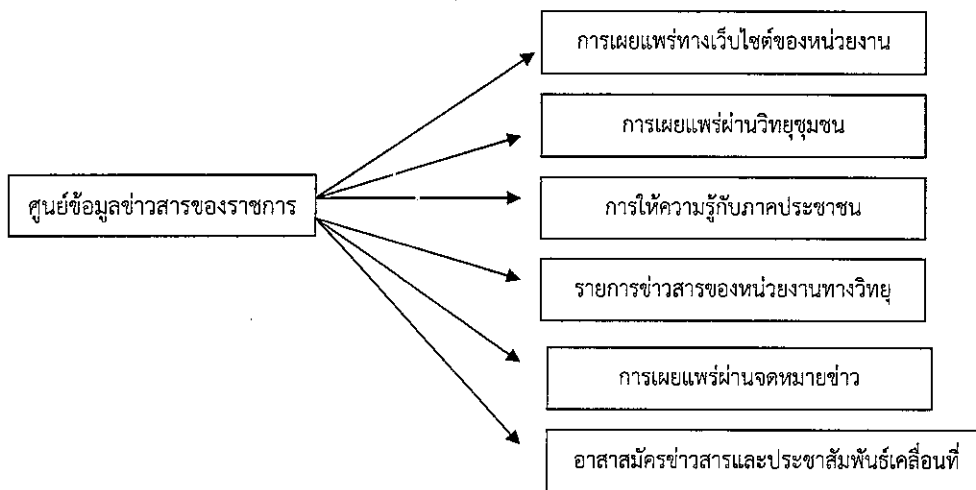 การเผยแพร่ทางเว็บไซต์ของหน่วยงาน
การเผยแพร่ผ่านวิทยุชุมชน
ศูนย์ข้อมูลข่าวสารของราชการ
การให้ความรู้กับภาคประชาชน
รายการข่าวสารของหน่วยงานทางวิทยุ
การเผยแพร่ผ่านจดหมายข่าว
อาสาสมัครข่าวสารและประชาสัมพันธ์เคลื่อนที่